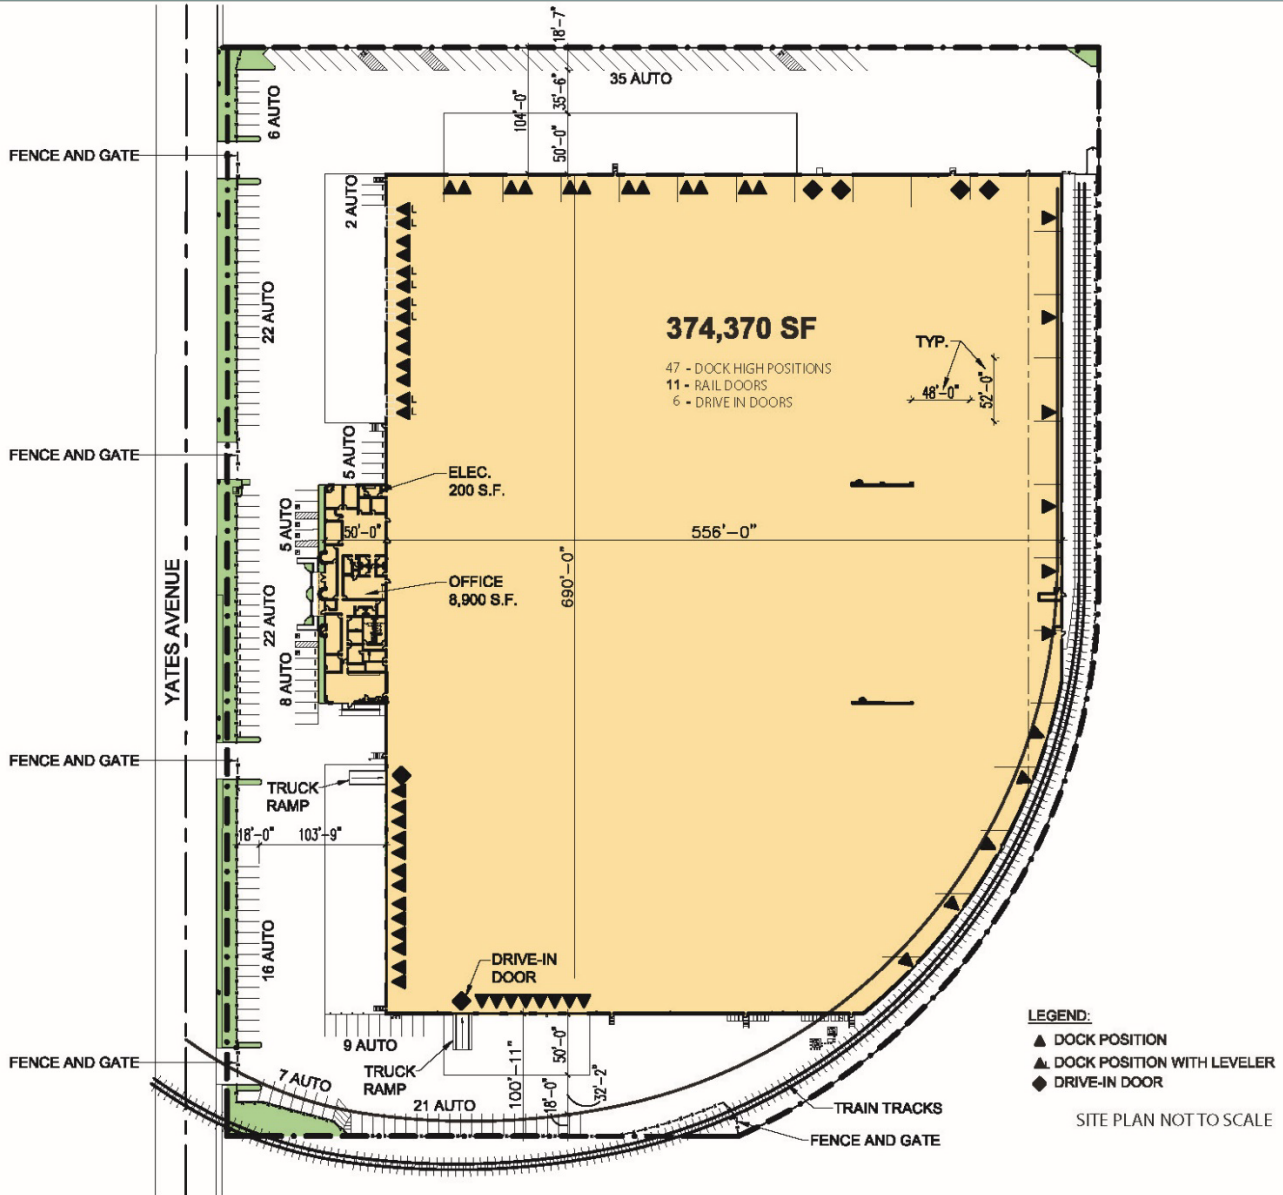 18'-7"
35 AUTO
35'-6"
104'-0"
50'-0"
6 AUTO
FENCE AND GATE
2 AUTO
22 AUTO
374,370 SF
47 - DOCK HIGH POSITIONS
11 - RAIL DOORS
6 - DRIVE IN DOORS
TYP.
48'-0"
52'-0"
5 AUTO
FENCE AND GATE
ELEC.
200 S.F.
5 AUTO
50'-0"
556'-0"
690'-0"
OFFICE
8,900 S.F.
22 AUTO
YATES AVENUE
8 AUTO
FENCE AND GATE
TRUCK
RAMP
18'-0"
103'-9"
16 AUTO
DRIVE-IN
DOOR
9 AUTO
FENCE AND GATE
TRUCK
RAMP
7 AUTO
21 AUTO
100'-11"
50'-0"
18'-0"
32'-2"
TRAIN TRACKS
FENCE AND GATE
LEGEND:
DOCK POSITION
DOCK POSITION WITH LEVELER
DRIVE-IN DOOR
SITE PLAN NOT TO SCALE